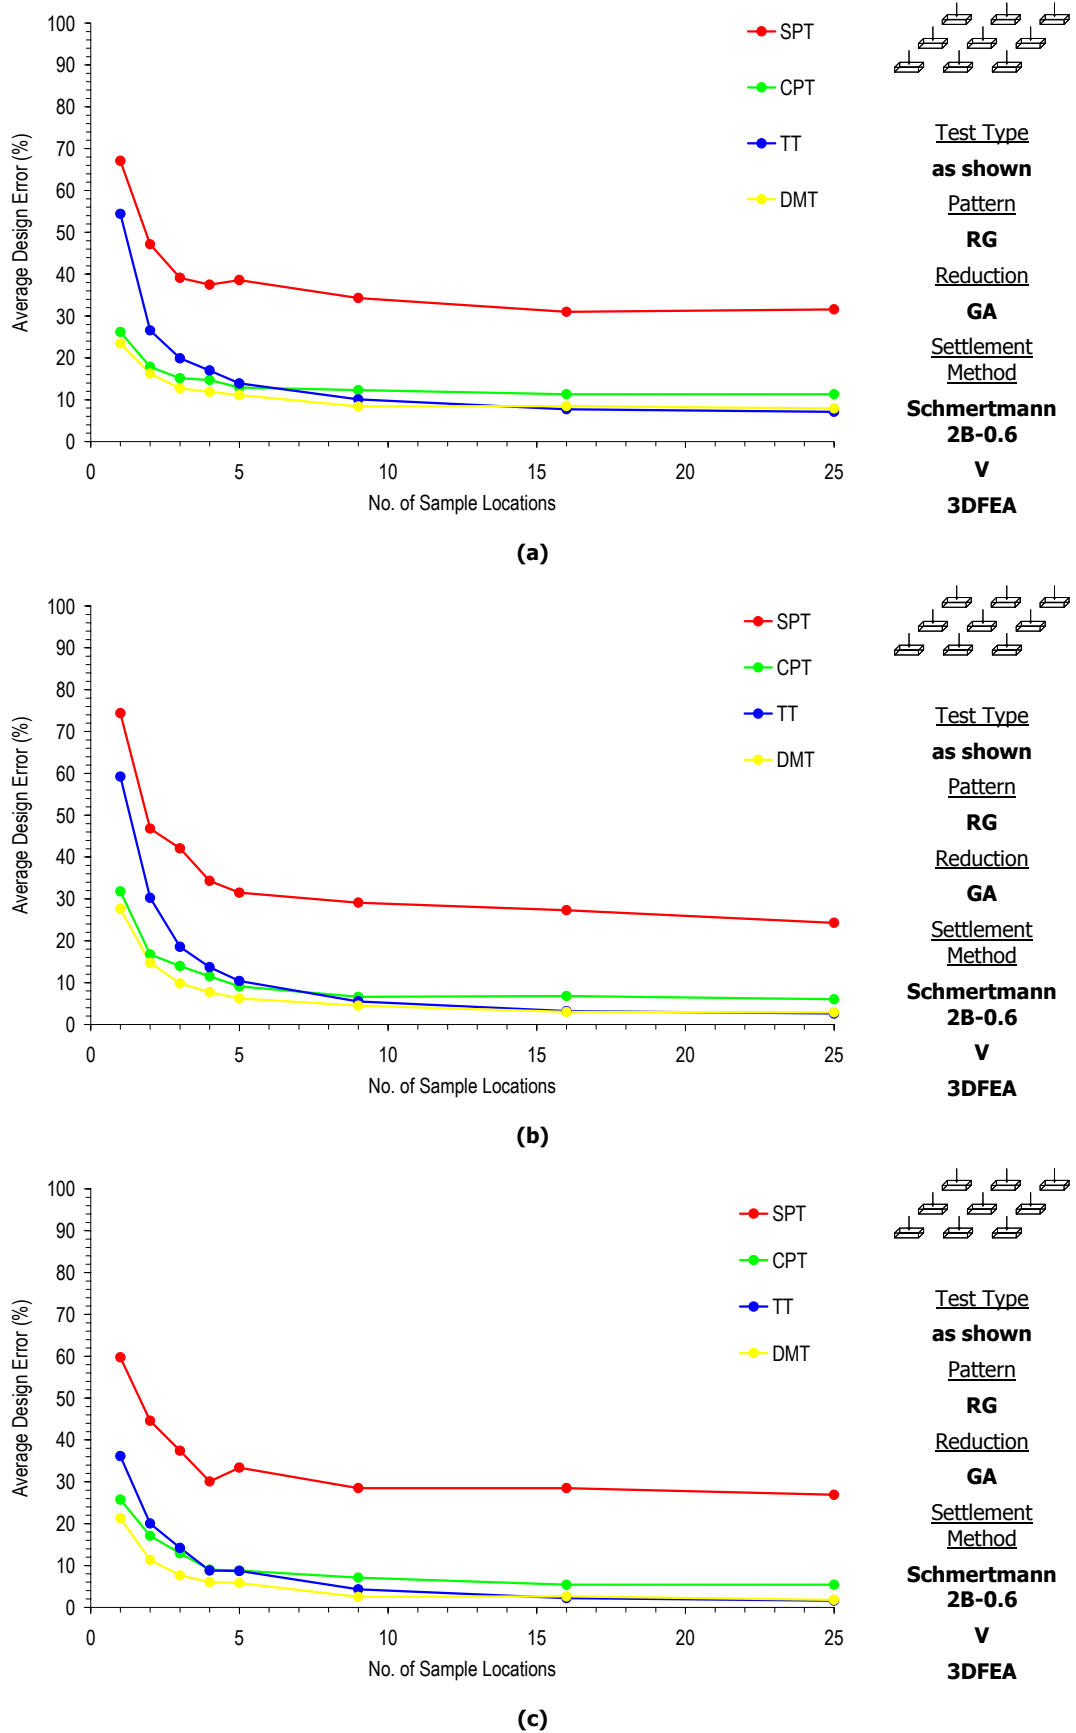 100
90
80
70
60
50
40
30
20
10
0
Average Design Error (%)
0 5 10 15 20 25
No. of Sample Locations
SPT
CPT
TT
DMT
Test Type
as shown
Pattern
RG
Reduction
GA
Settlement
Method
Schmertmann
2B-0.6
V
3DFEA
(a)
100
90
80
70
60
50
40
30
20
10
0
Average Design Error (%)
0 5 10 15 20 25
No. of Sample Locations
SPT
CPT
TT
DMT
Test Type
as shown
Pattern
RG
Reduction
GA
Settlement
Method
Schmertmann
2B-0.6
V
3DFEA
(b)
100
90
80
70
60
50
40
30
20
10
0
Average Design Error (%)
0 5 10 15 20 25
No. of Sample Locations
SPT
CPT
TT
DMT
Test Type
as shown
Pattern
RG
Reduction
GA
Settlement
Method
Schmertmann
2B-0.6
V
3DFEA
(c)